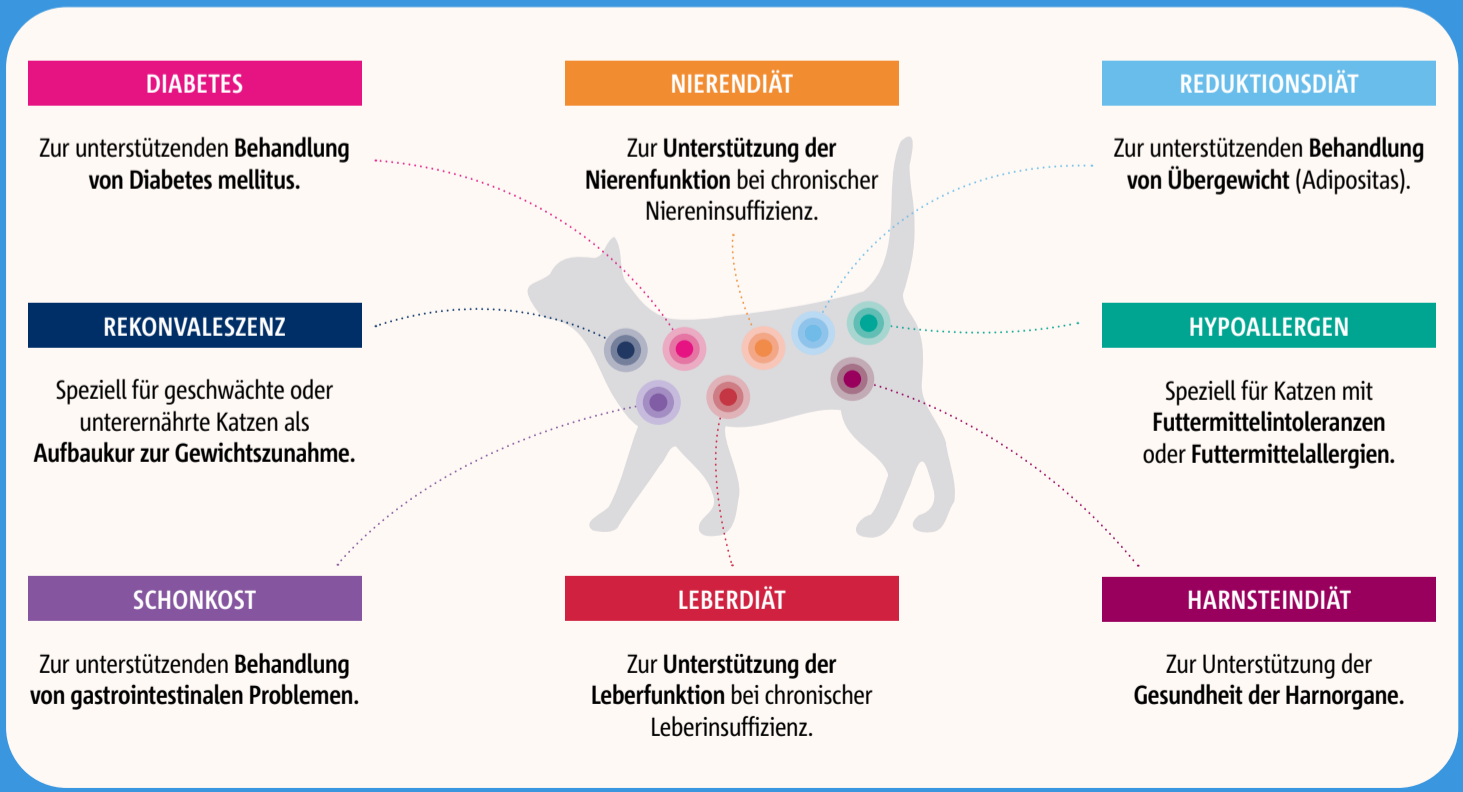 DIABETES
Zur unterstützenden Behandlung
von Diabetes mellitus.
NIERENDIÄT
Zur Unterstützung der
Nierenfunktion bei chronischer
Niereninsuffizienz.
REDUKTIONSDIÄT
Zur unterstützenden Behandlung
von Übergewicht (Adipositas).
REKONVALESZENZ
Speziell für geschwächte oder
unterernährte Katzen als
Aufbaukur zur Gewichtszunahme.
HYPOALLERGEN
Speziell für Katzen mit
Futtermittelintoleranzen
oder Futtermittelallergien.
SCHONKOST
Zur unterstützenden Behandlung
von gastrointestinalen Problemen.
LEBERDIÄT
Zur Unterstützung der
Leberfunktion bei chronischer
Leberinsuffizienz.
HARNSTEINDIÄT
Zur Unterstützung der
Gesundheit der Harnorgane.